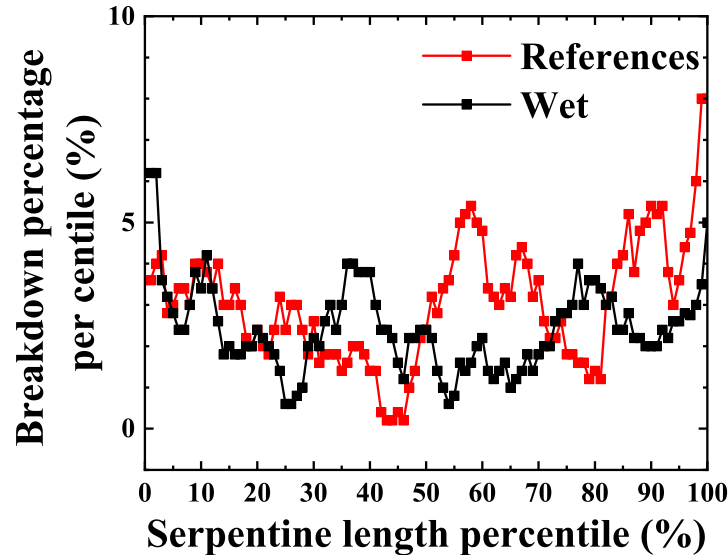 Breakdown percentage
per centile (%)
10
5
0
References
Wet
0 10 20 30 40 50 60 70 80 90 100
Serpentine length percentile (%)